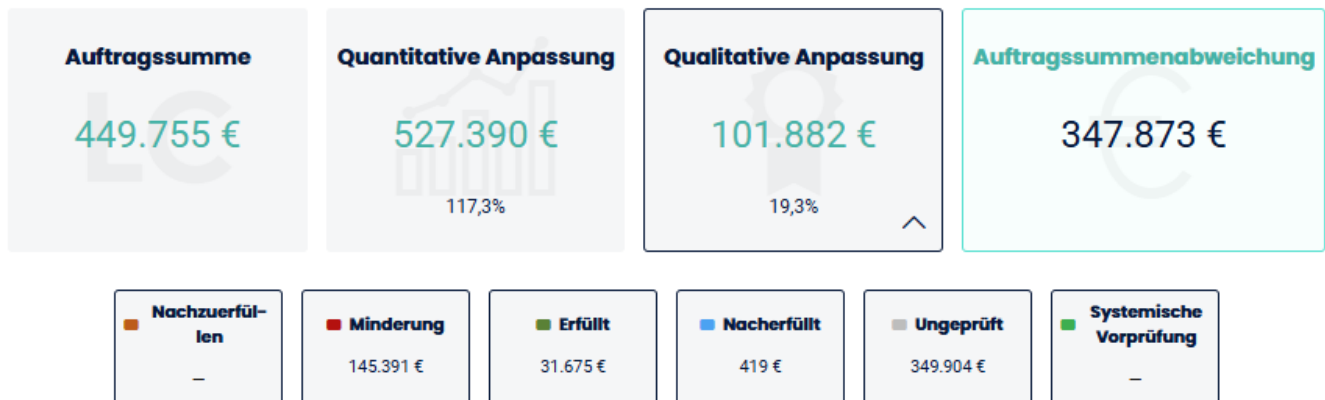 Auftragssumme
Quantitative Anpassung
Qualitative Anpassung
Auftragssummenabweichung
LC
449.755 €
527.390 €
101.882 €
347.873 €
€
117,3%
19,3%
Nachzuerfül-
len
Minderung
Erfüllt
Nacherfüllt
Ungeprüft
Systemische
Vorprüfung
–
145.391 €
31.675 €
419 €
349.904 €
–